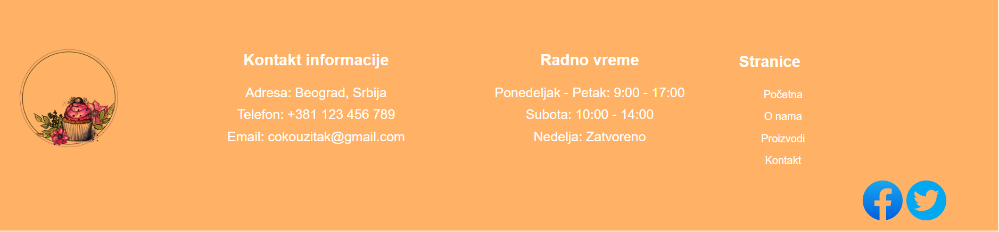 Kontakt informacije
Adresa: Beograd, Srbija
Telefon: +381 123 456 789
Email: cokouzitak@gmail.com
Radno vreme
Ponedeljak - Petak: 9:00 - 17:00
Subota: 10:00 - 14:00
Nedelja: Zatvoreno
Stranice
Početna
O nama
Proizvodi
Kontakt